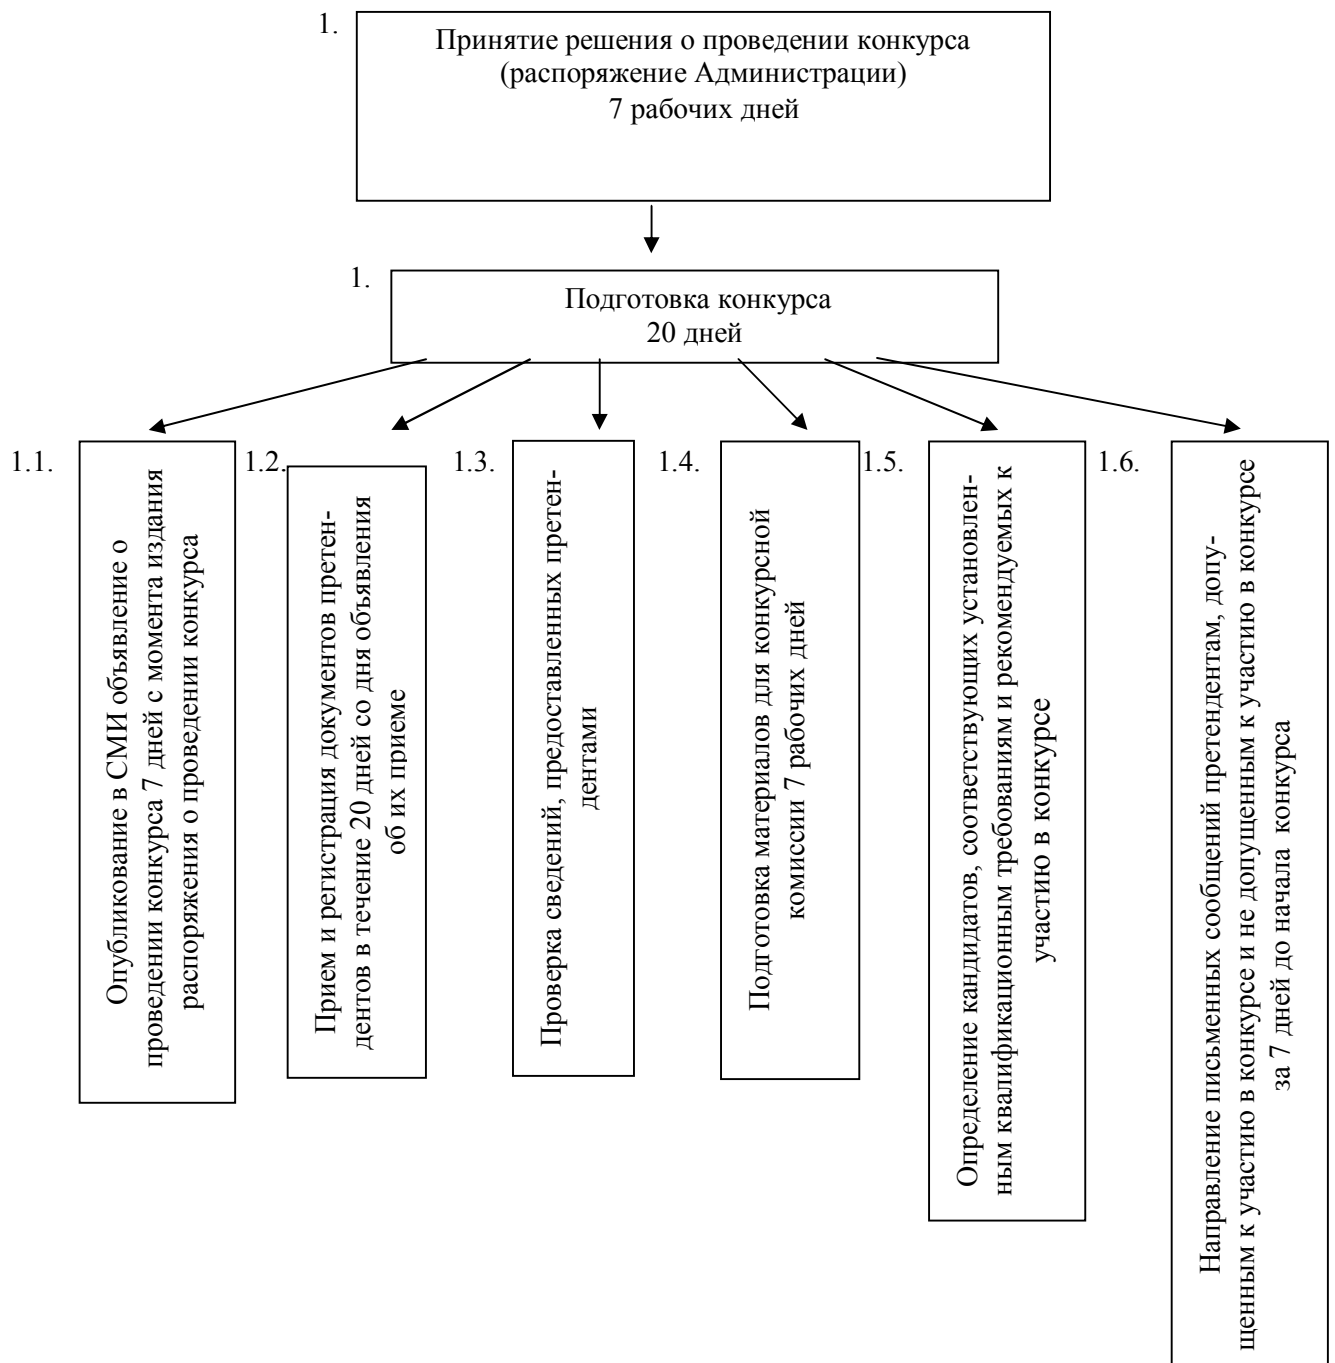 1.
Принятие решения о проведении конкурса
(распоряжение Администрации)
7 рабочих дней
1.
Подготовка конкурса
20 дней
1.1.
Опубликование в СМИ объявление о
проведении конкурса 7 дней с момента издания
распоряжения о проведении конкурса
1.2.
Прием и регистрация документов претен-
дентов в течение 20 дней со дня объявления
об их приеме
1.3.
Проверка сведений, предоставленных претен-
дентами
1.4.
Подготовка материалов для конкурсной
комиссии 7 рабочих дней
1.5.
Определение кандидатов, соответствующих установлен-
ным квалификационным требованиям и рекомендуемых к
участию в конкурсе
1.6.
Направление письменных сообщений претендентам, допу-
щенным к участию в конкурсе и не допущенным к участию в конкурсе
за 7 дней до начала конкурса